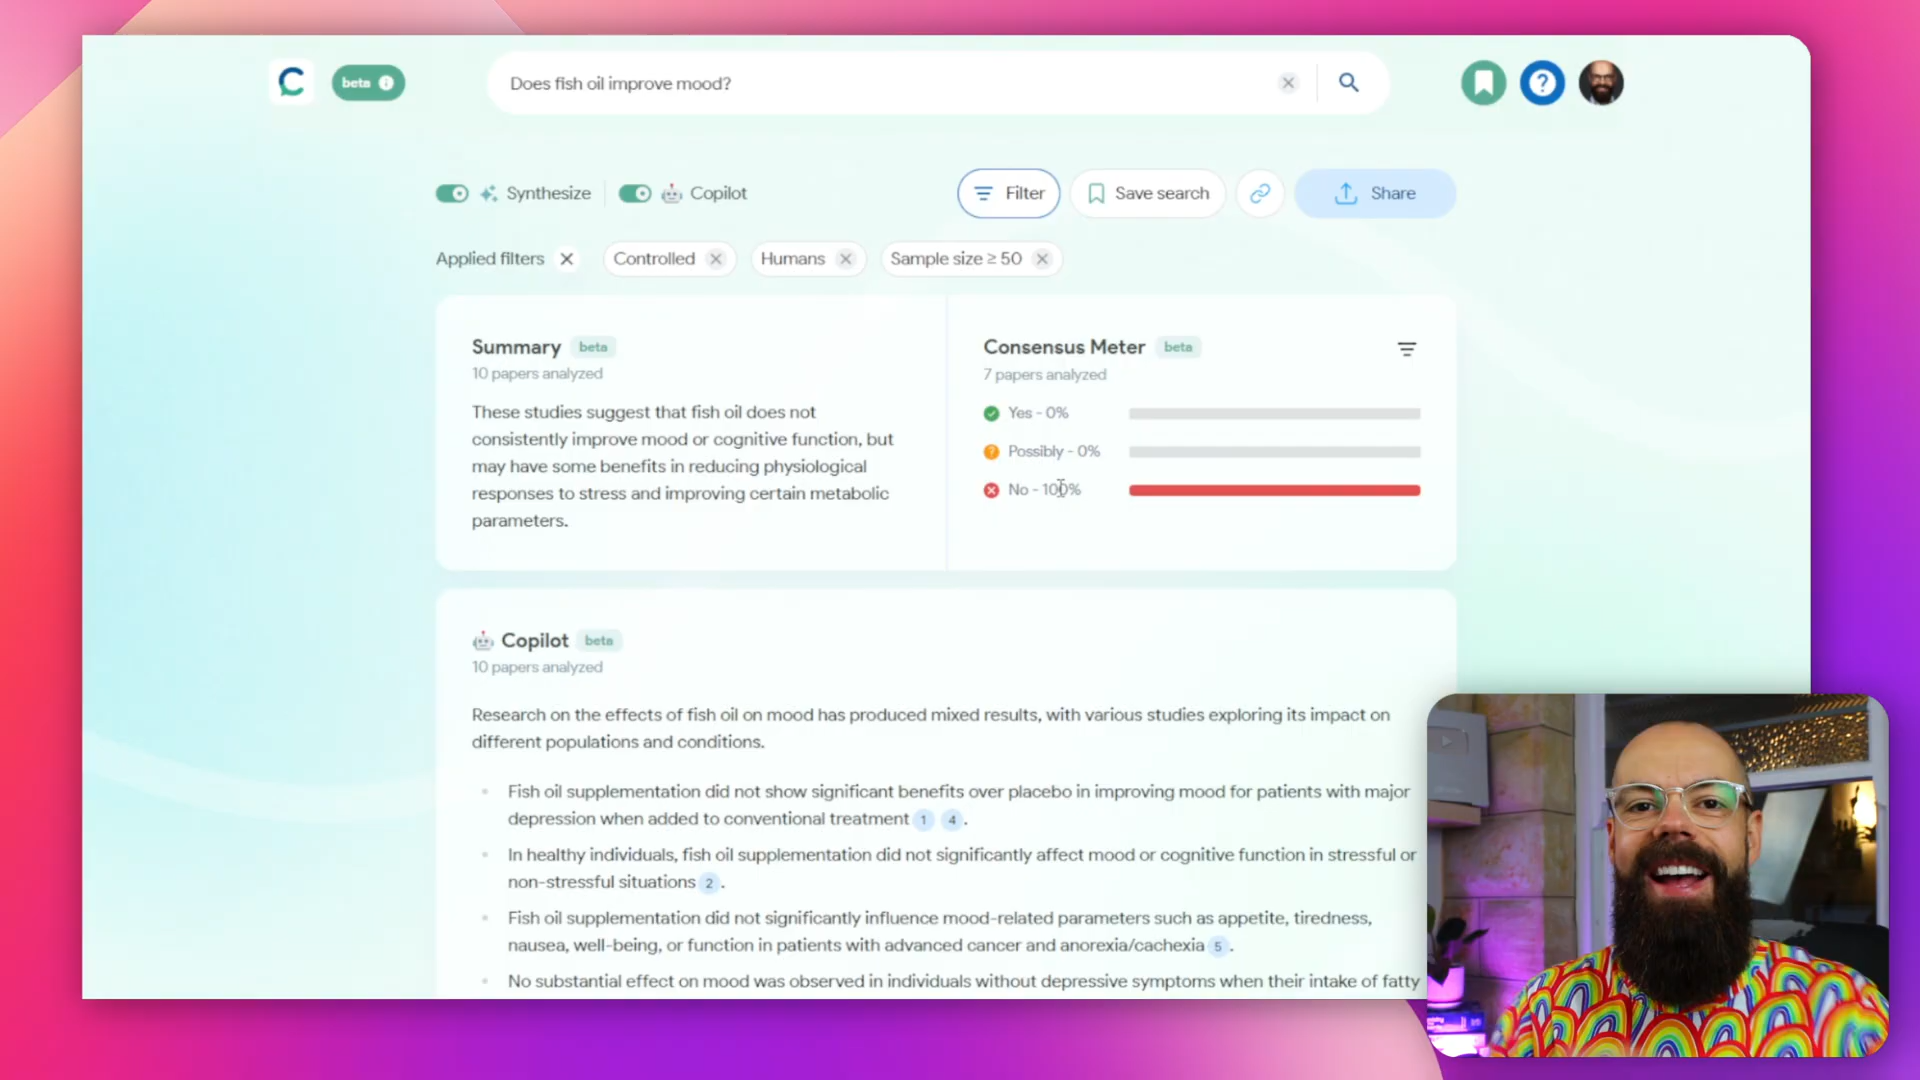 beta
Does fish oil improve mood?
Synthesize
Copilot
Filter
Save search
Share
Applied filters
Controlled
Humans
Sample size ≥ 50
Summary beta
10 papers analyzed
These studies suggest that fish oil does not
consistently improve mood or cognitive function, but
may have some benefits in reducing physiological
responses to stress and improving certain metabolic
parameters.
Consensus Meter beta
7 papers analyzed
Yes - 0%
Possibly - 0%
No - 100%
Copilot beta
10 papers analyzed
Research on the effects of fish oil on mood has produced mixed results, with various studies exploring its impact on
different populations and conditions.
Fish oil supplementation did not show significant benefits over placebo in improving mood for patients with major
depression when added to conventional treatment 1 4 .
In healthy individuals, fish oil supplementation did not significantly affect mood or cognitive function in stressful or
non-stressful situations 2 .
Fish oil supplementation did not significantly influence mood-related parameters such as appetite, tiredness,
nausea, well-being, or function in patients with advanced cancer and anorexia/cachexia 5 .
No substantial effect on mood was observed in individuals without depressive symptoms when their intake of fatty